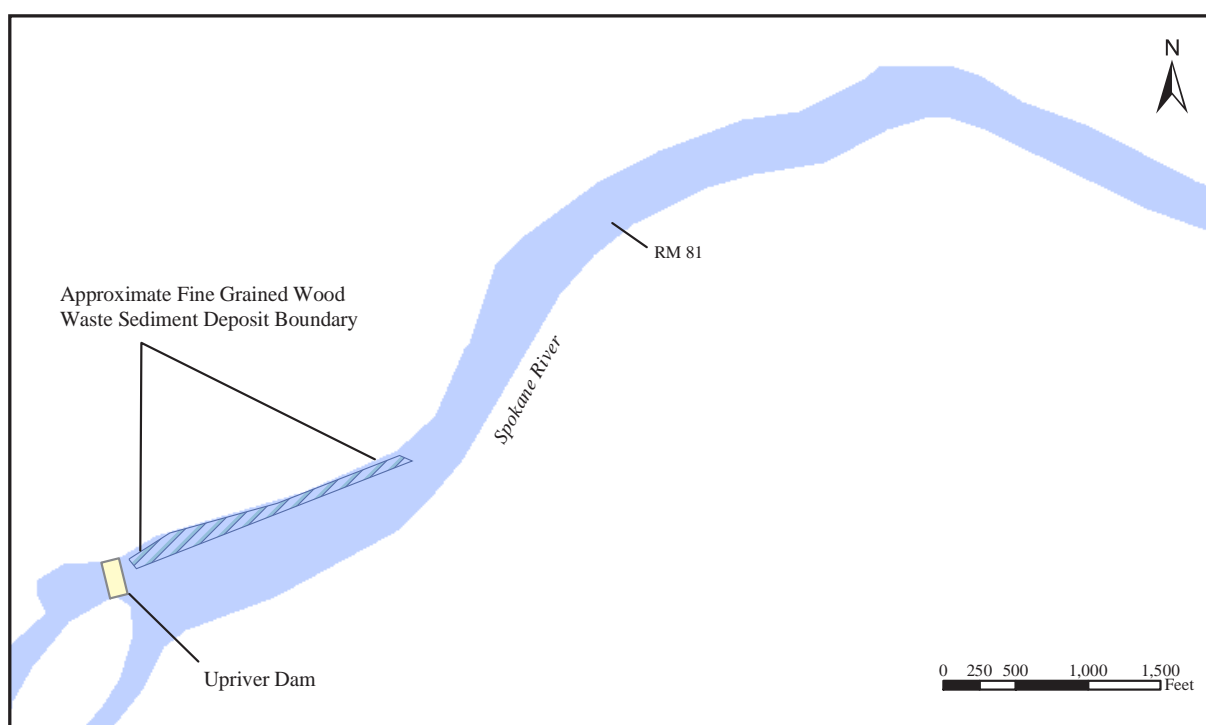 N
RM 81
Approximate Fine Grained Wood
Waste Sediment Deposit Boundary
Spokane River
Upriver Dam
0 250 500 1,000 1,500
Feet